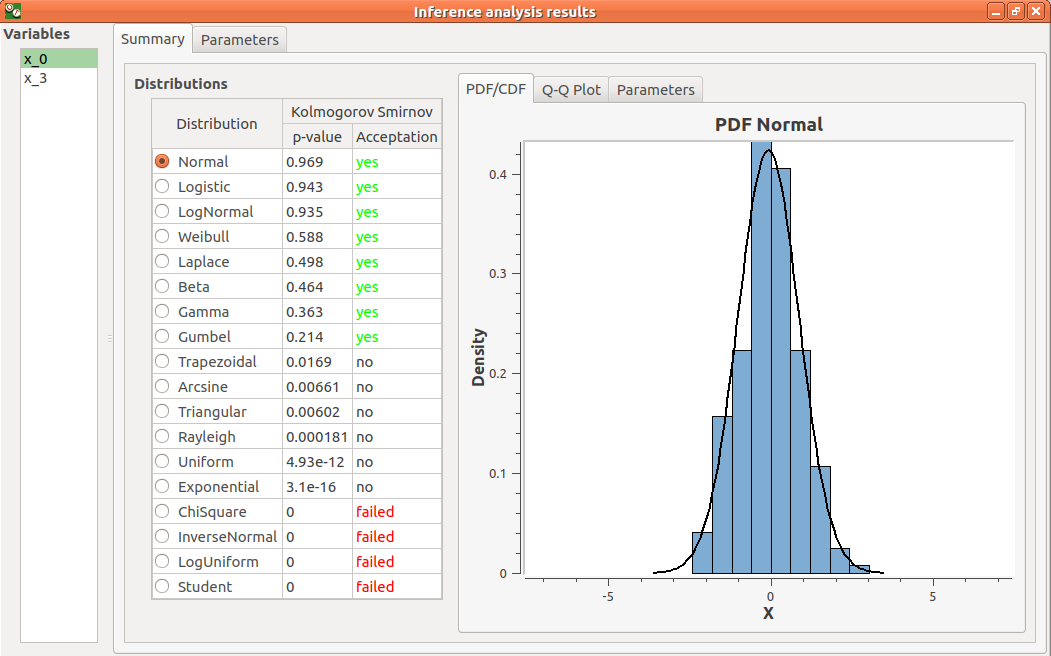 Inference analysis results
Variables
x_0
x_3
Summary
Parameters
Distributions
Distribution
Kolmogorov Smirnov
p-value
Acceptation
Normal 0.969 yes
Logistic 0.943 yes
LogNormal 0.935 yes
Weibull 0.588 yes
Laplace 0.498 yes
Beta 0.464 yes
Gamma 0.363 yes
Gumbel 0.214 yes
Trapezoidal 0.0169 no
Arcsine 0.00661 no
Triangular 0.00602 no
Rayleigh 0.000181 no
Uniform 4.93e-12 no
Exponential 3.1e-16 no
ChiSquare 0 failed
InverseNormal 0 failed
LogUniform 0 failed
Student 0 failed
PDF/CDF
Q-Q Plot
Parameters
PDF Normal
Density
0.4
0.3
0.2
0.1
0
-5 0 5
X